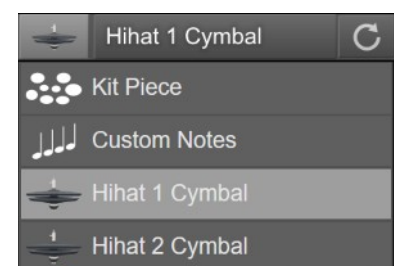 Hihat 1 Cymbal
Kit Piece
Custom Notes
Hihat 1 Cymbal
Hihat 2 Cymbal